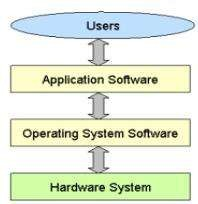 Users
Application Software
Operating System Software
Hardware System